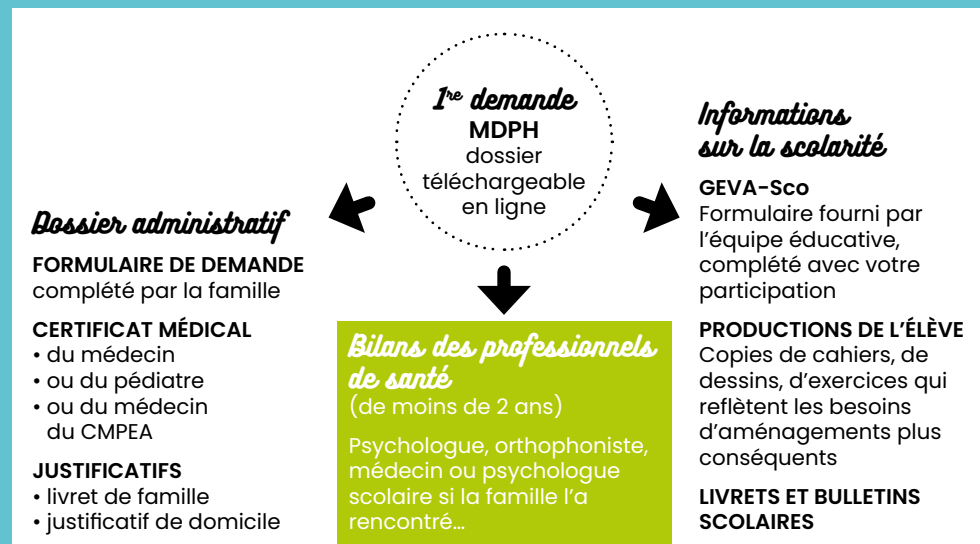 1re demande
MDPH
dossier
téléchargeable
en ligne
Dossier administratif
FORMULAIRE DE DEMANDE
complété par la famille
CERTIFICAT MÉDICAL
• du médecin
• ou du pédiatre
• ou du médecin
du CMPEA
JUSTIFICATIFS
• livret de famille
• justificatif de domicile
Bilans des professionnels
de santé
(de moins de 2 ans)
Psychologue, orthophoniste,
médecin ou psychologue
scolaire si la famille l’a
rencontré…
Informations
sur la scolarité
GEVA-Sco
Formulaire fourni par
l’équipe éducative,
complété avec votre
participation
PRODUCTIONS DE L’ÉLÈVE
Copies de cahiers, de
dessins, d’exercices qui
reflètent les besoins
d’aménagements plus
conséquents
LIVRETS ET BULLETINS
SCOLAIRES